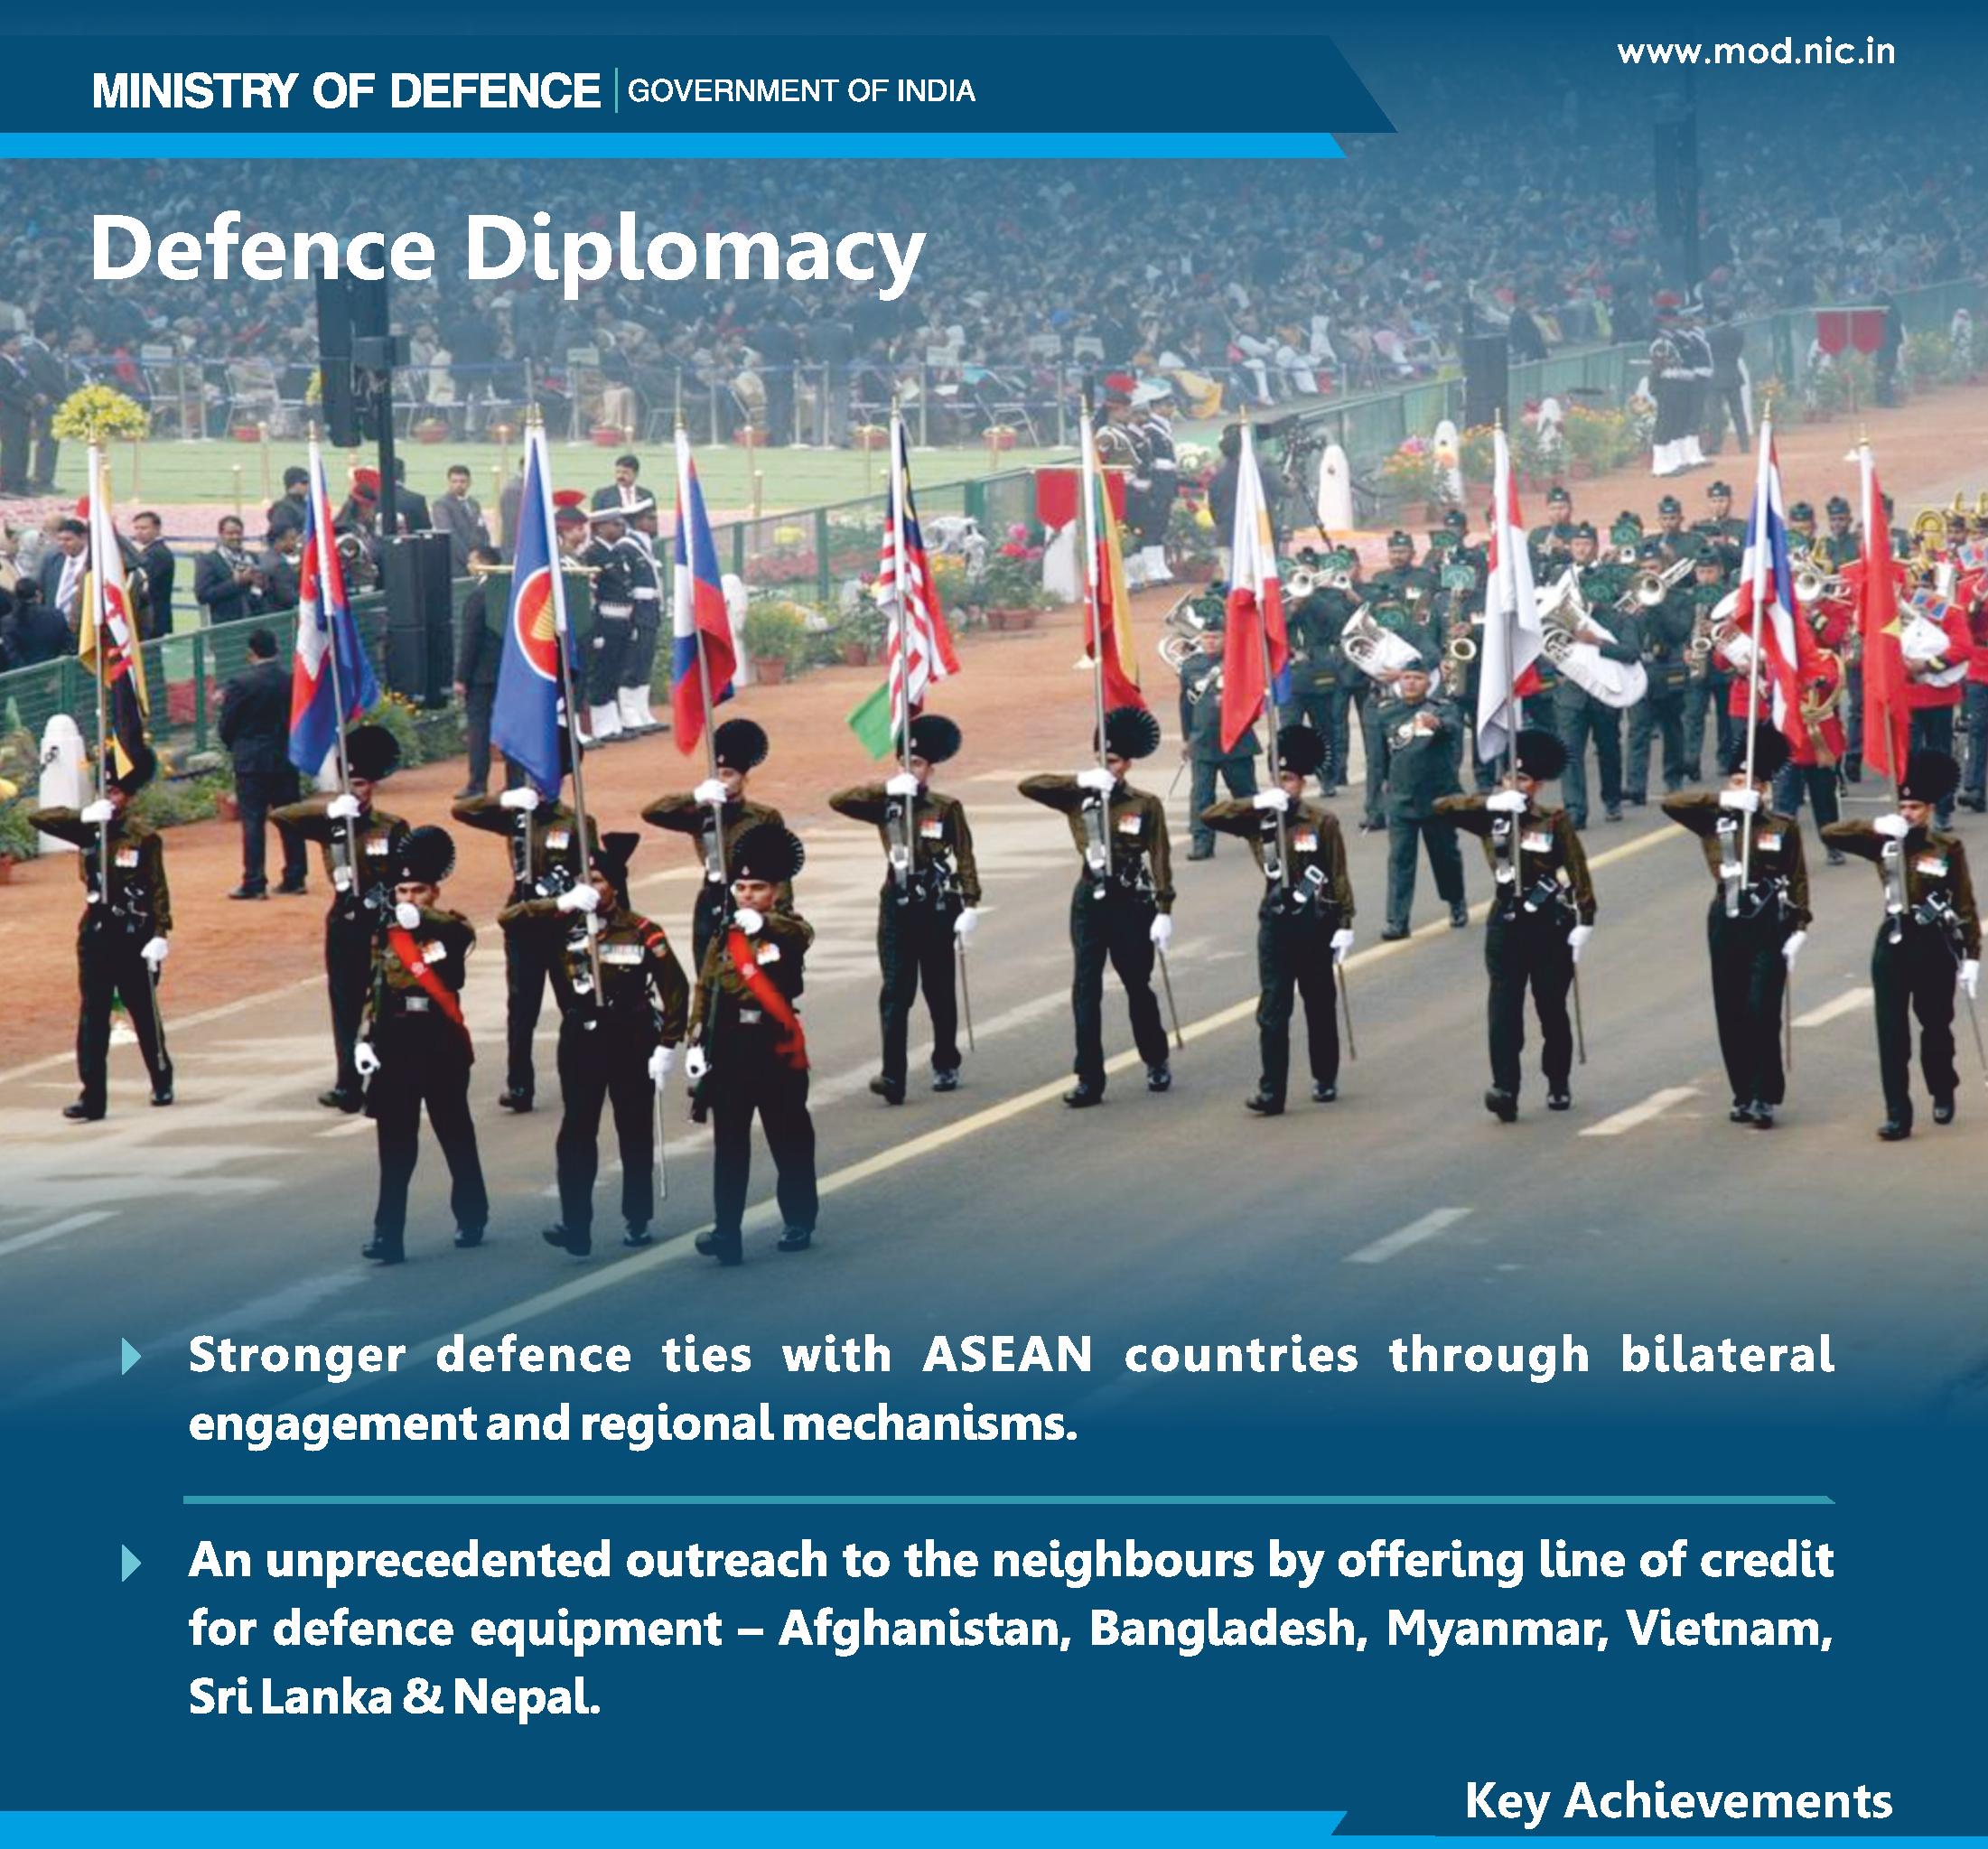 www.mod.nic.in
MINISTRY OF DEFENCE | GOVERNMENT OF INDIA
Defence Diplomacy
Stronger defence ties with ASEAN countries through bilateral
engagement and regional mechanisms.
An unprecedented outreach to the neighbours by offering line of credit
for defence equipment – Afghanistan, Bangladesh, Myanmar, Vietnam,
Sri Lanka & Nepal.
Key Achievements